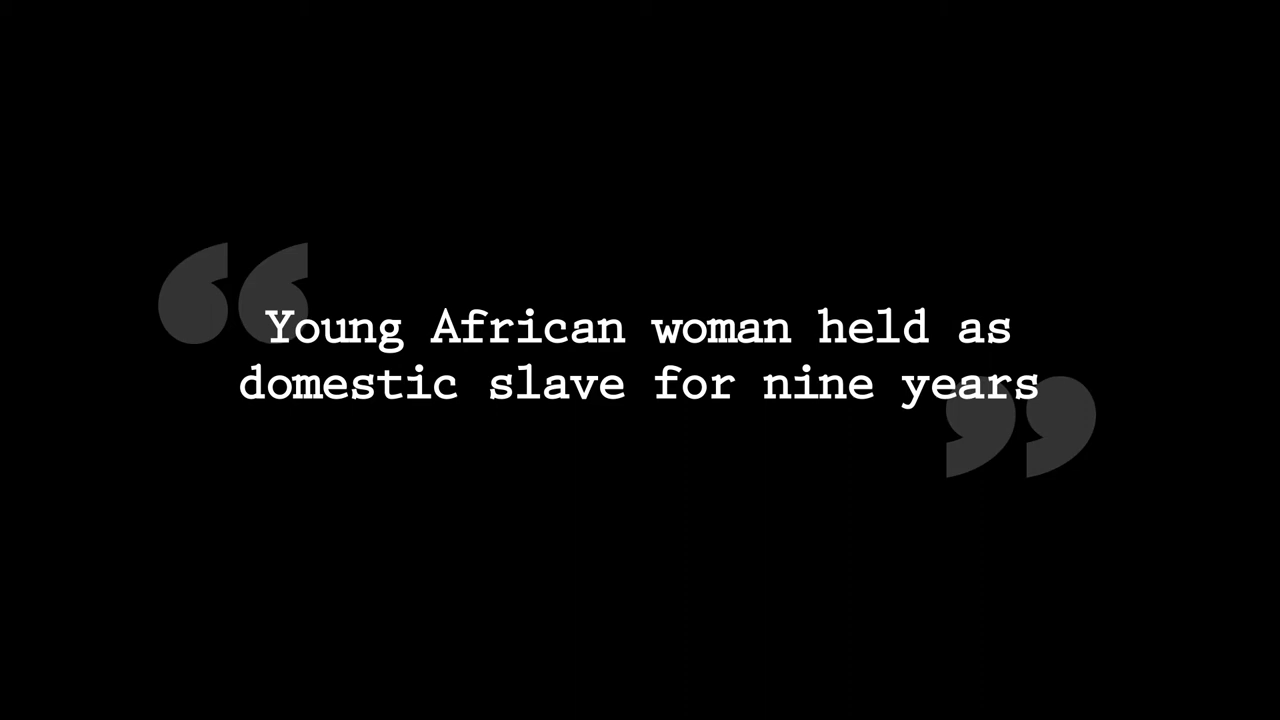 “Young African woman held as
domestic slave for nine years”